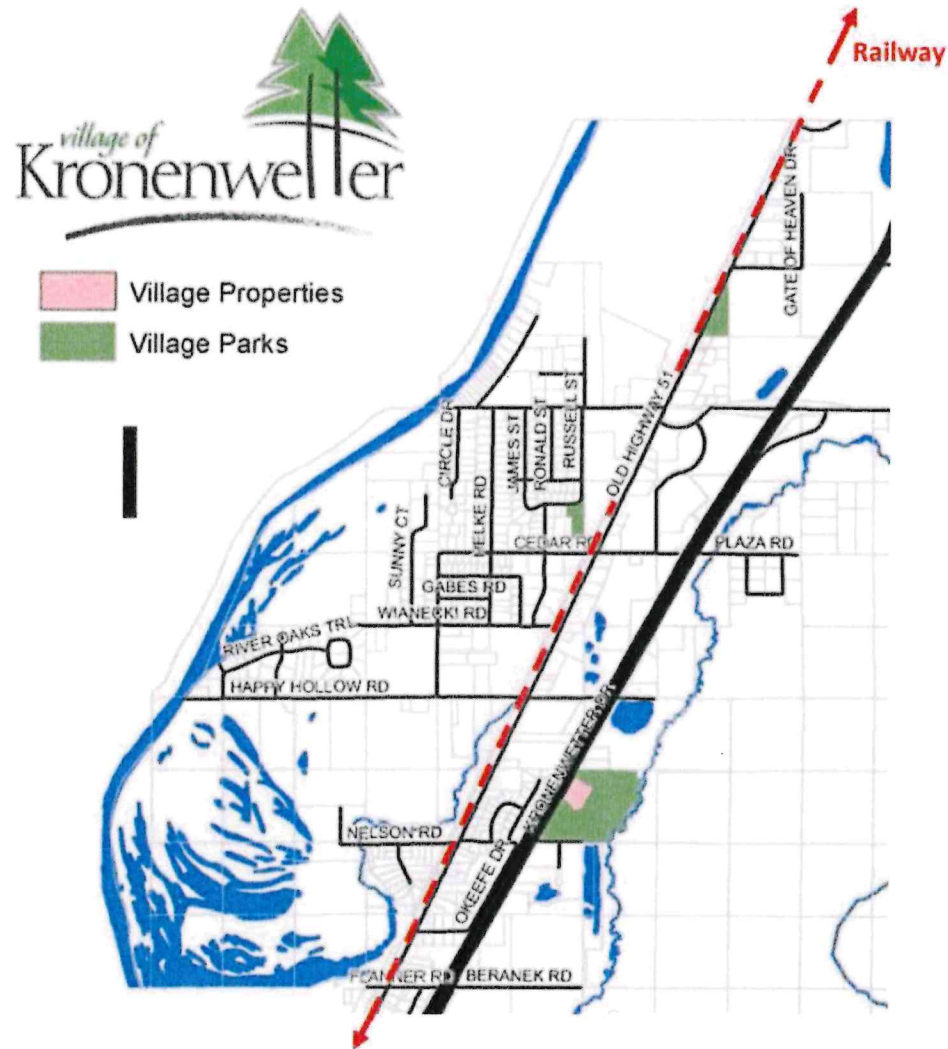 Railway
village of
Kronenwetter
Village Properties
Village Parks
GATE OF HEAVEN DR
OLD HIGHWAY 51
CIRCLE DR
JAMES ST
RONALD ST
RUSSELL ST
SUNNY CT
MELKE RD
CEDAR RD
PLAZA RD
GABES RD
WIANECKI RD
RIVER OAKS TRL
HAPPY HOLLOW RD
KRONENWETTER DR
NELSON RD
OKEEFE DR
FLANNER RD
BERANEK RD